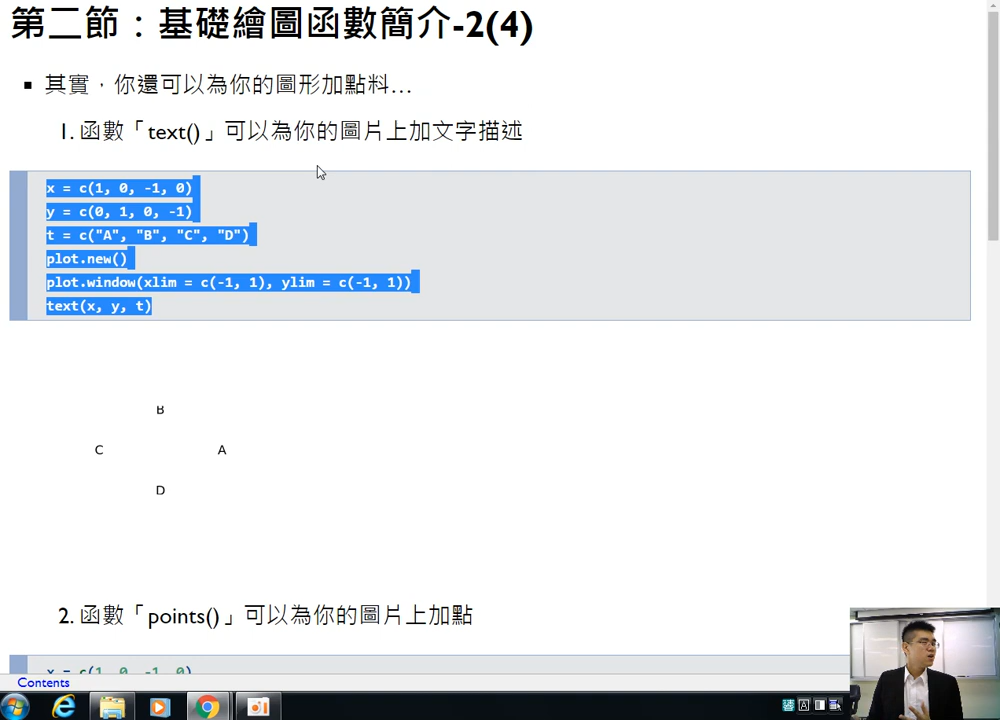 第二節：基礎繪圖函數簡介-2(4)
▪ 其實，你還可以為你的圖形加點料…
1. 函數「text()」可以為你的圖片上加文字描述
x = c(1, 0, -1, 0)
y = c(0, 1, 0, -1)
t = c("A", "B", "C", "D")
plot.new()
plot.window(xlim = c(-1, 1), ylim = c(-1, 1))
text(x, y, t)
B
C A
D
2. 函數「points()」可以為你的圖片上加點
x = c(1, 0, -1, 0)
Contents